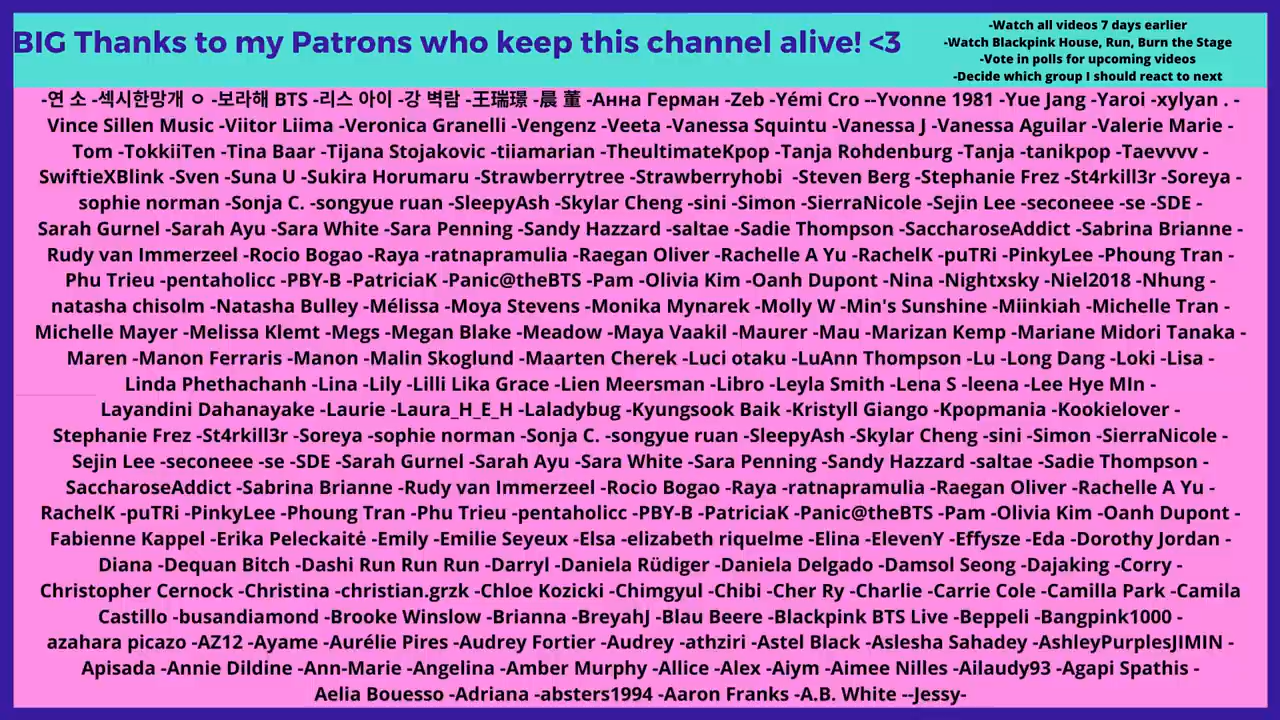 BIG Thanks to my Patrons who keep this channel alive! <3
-Watch all videos 7 days earlier
-Watch Blackpink House, Run, Burn the Stage
-Vote in polls for upcoming videos
-Decide which group I should react to next
-연 소 -섹시한망개 ㅇ -보라해 BTS -리스 아이 -강 벽람 -王瑞璟 -晨 董 -Анна Герман -Zeb -Yémi Cro --Yvonne 1981 -Yue Jang -Yaroi -xylyan . -
Vince Sillen Music -Viitor Liima -Veronica Granelli -Vengenz -Veeta -Vanessa Squintu -Vanessa J -Vanessa Aguilar -Valerie Marie -
Tom -TokkiiTen -Tina Baar -Tijana Stojakovic -tiiamarian -TheultimateKpop -Tanja Rohdenburg -Tanja -tanikpop -Taevvvv -
SwiftieXBlink -Sven -Suna U -Sukira Horumaru -Strawberrytree -Strawberryhobi -Steven Berg -Stephanie Frez -St4rkill3r -Soreya -
sophie norman -Sonja C. -songyue ruan -SleepyAsh -Skylar Cheng -sini -Simon -SierraNicole -Sejin Lee -seconeee -se -SDE -
Sarah Gurnel -Sarah Ayu -Sara White -Sara Penning -Sandy Hazzard -saltae -Sadie Thompson -SaccharoseAddict -Sabrina Brianne -
Rudy van Immerzeel -Rocio Bogao -Raya -ratnapramulia -Raegan Oliver -Rachelle A Yu -RachelK -puTRi -PinkyLee -Phoung Tran -
Phu Trieu -pentaholicc -PBY-B -PatriciaK -Panic@theBTS -Pam -Olivia Kim -Oanh Dupont -Nina -Nightxsky -Niel2018 -Nhung -
natasha chisolm -Natasha Bulley -Mélissa -Moya Stevens -Monika Mynarek -Molly W -Min's Sunshine -Miinkiah -Michelle Tran -
Michelle Mayer -Melissa Klemt -Megs -Megan Blake -Meadow -Maya Vaakil -Maurer -Mau -Marizan Kemp -Mariane Midori Tanaka -
Maren -Manon Ferraris -Manon -Malin Skoglund -Maarten Cherek -Luci otaku -LuAnn Thompson -Lu -Long Dang -Loki -Lisa -
Linda Phethachanh -Lina -Lily -Lilli Lika Grace -Lien Meersman -Libro -Leyla Smith -Lena S -leena -Lee Hye MIn -
Layandini Dahanayake -Laurie -Laura_H_E_H -Laladybug -Kyungsook Baik -Kristyll Giango -Kpopmania -Kookielover -
Stephanie Frez -St4rkill3r -Soreya -sophie norman -Sonja C. -songyue ruan -SleepyAsh -Skylar Cheng -sini -Simon -SierraNicole -
Sejin Lee -seconeee -se -SDE -Sarah Gurnel -Sarah Ayu -Sara White -Sara Penning -Sandy Hazzard -saltae -Sadie Thompson -
SaccharoseAddict -Sabrina Brianne -Rudy van Immerzeel -Rocio Bogao -Raya -ratnapramulia -Raegan Oliver -Rachelle A Yu -
RachelK -puTRi -PinkyLee -Phoung Tran -Phu Trieu -pentaholicc -PBY-B -PatriciaK -Panic@theBTS -Pam -Olivia Kim -Oanh Dupont -
Fabienne Kappel -Erika Peleckaitė -Emily -Emilie Seyeux -Elsa -elizabeth riquelme -Elina -ElevenY -Effysze -Eda -Dorothy Jordan -
Diana -Dequan Bitch -Dashi Run Run Run -Darryl -Daniela Rüdiger -Daniela Delgado -Damsol Seong -Dajaking -Corry -
Christopher Cernock -Christina -christian.grzk -Chloe Kozicki -Chimgyul -Chibi -Cher Ry -Charlie -Carrie Cole -Camilla Park -Camila
Castillo -busandiamond -Brooke Winslow -Brianna -BreyahJ -Blau Beere -Blackpink BTS Live -Beppeli -Bangpink1000 -
azahara picazo -AZ12 -Ayame -Aurélie Pires -Audrey Fortier -Audrey -athziri -Astel Black -Aslesha Sahadey -AshleyPurplesJIMIN -
Apisada -Annie Dildine -Ann-Marie -Angelina -Amber Murphy -Allice -Alex -Aiym -Aimee Nilles -Ailaudy93 -Agapi Spathis -
Aelia Bouesso -Adriana -absters1994 -Aaron Franks -A.B. White --Jessy-